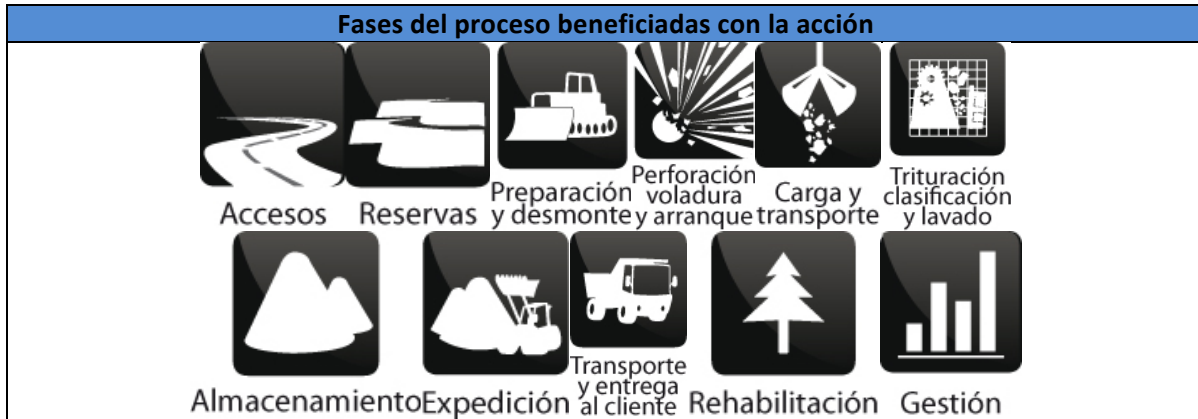 Fases del proceso beneficiadas con la acción
Accesos
Reservas
Preparación
y desmonte
Perforación
voladura
y arranque
Carga y
transporte
Trituración
clasificación
y lavado
Almacenamiento
Expedición
Transporte
y entrega
al cliente
Rehabilitación
Gestión